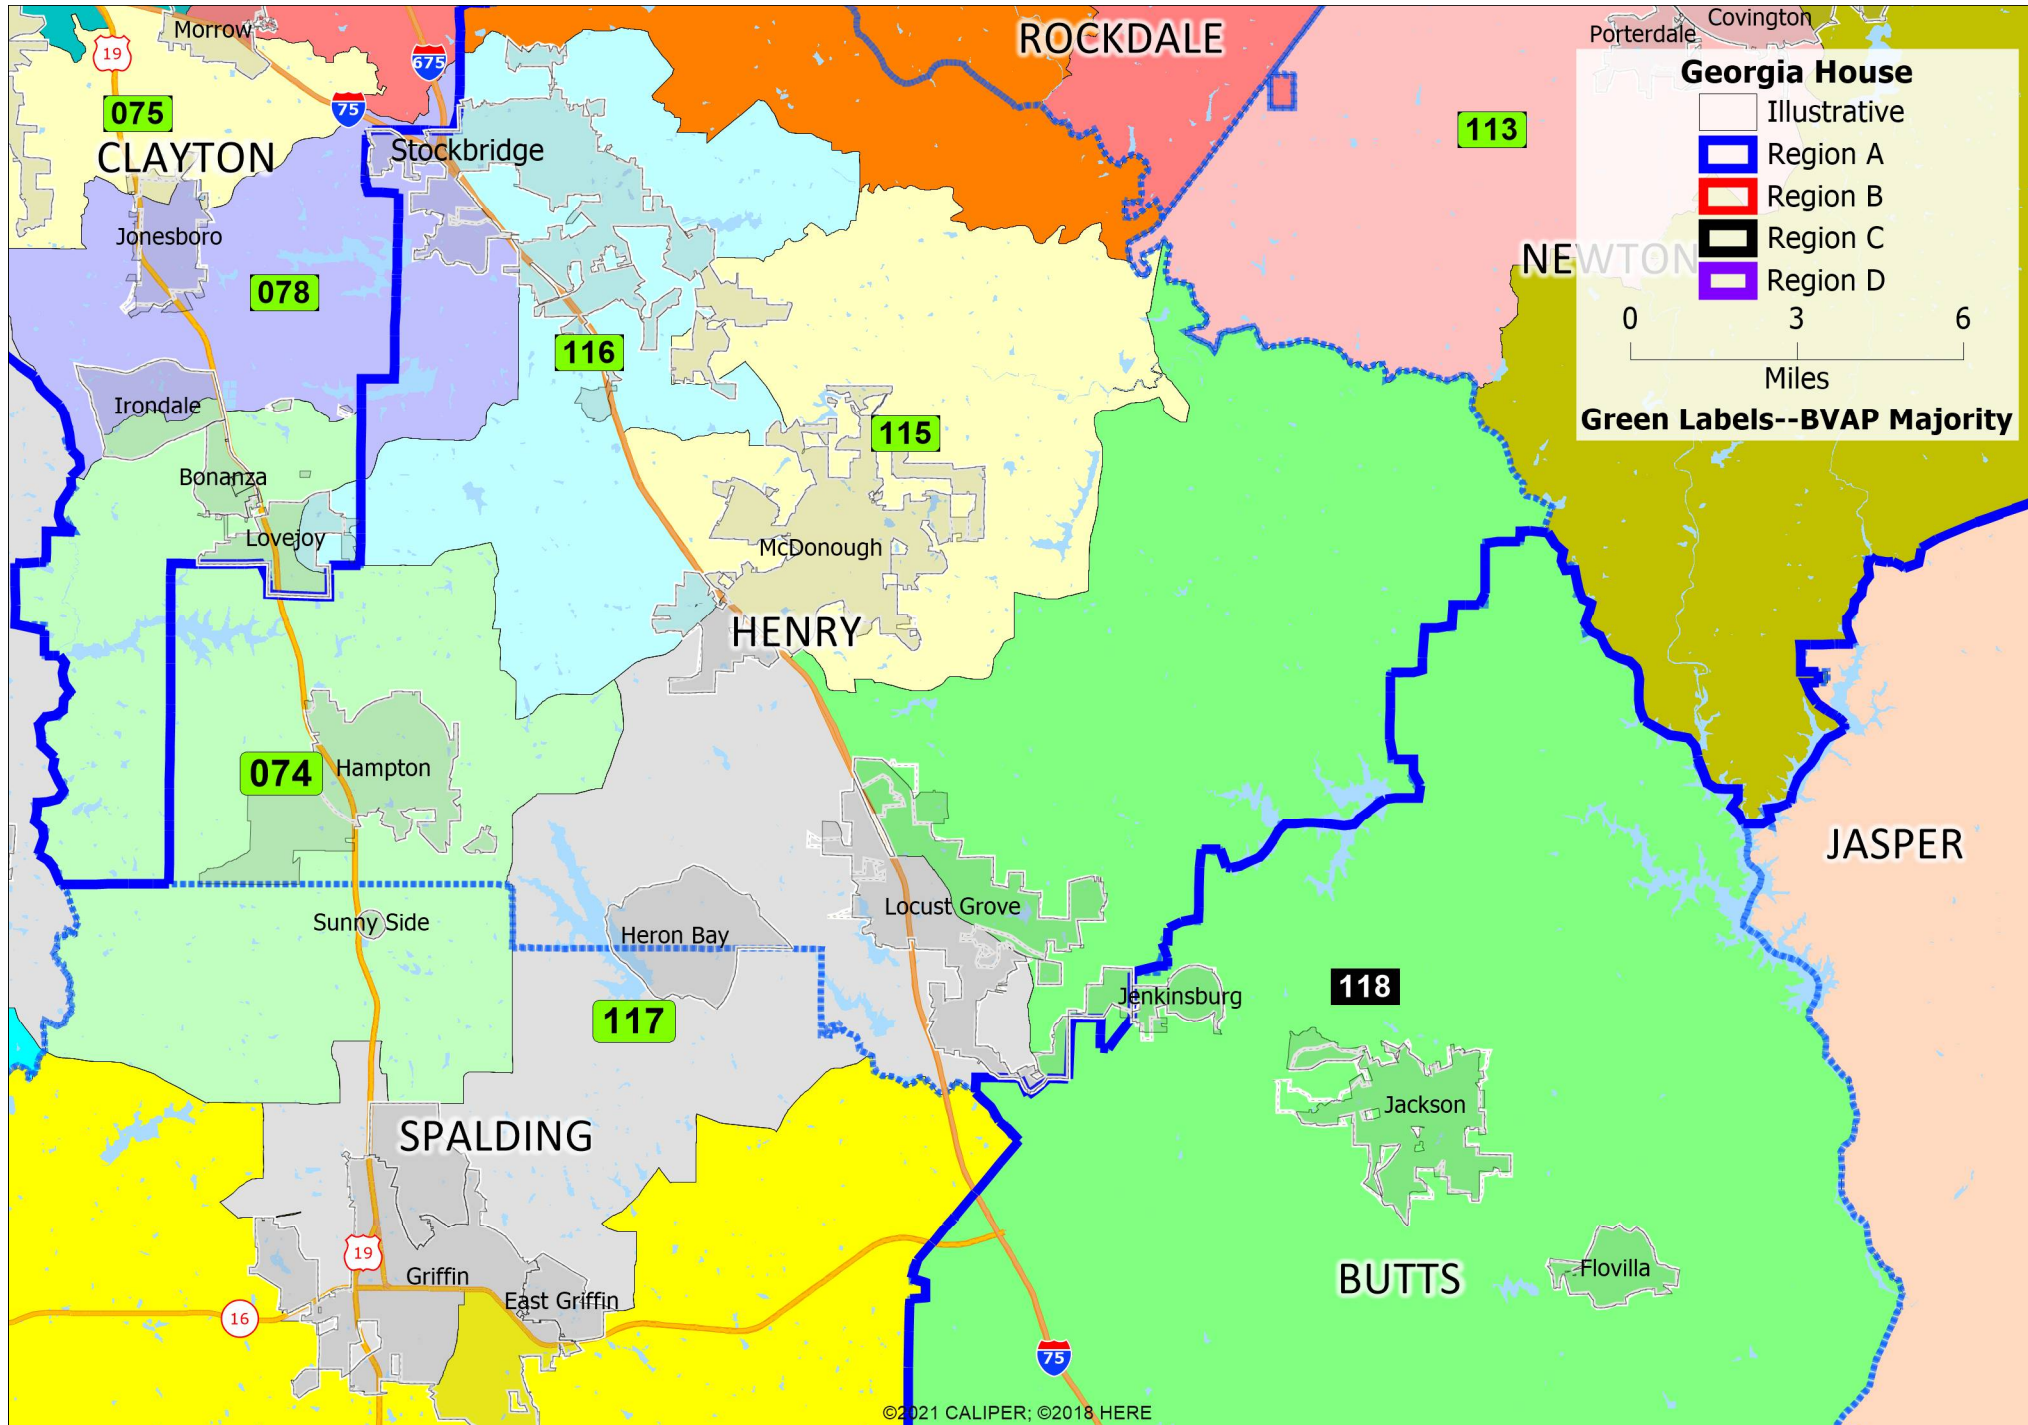 Morrow
19
675
ROCKDALE
Covington
Porterdale
Georgia House
Illustrative
Region A
Region B
Region C
Region D
0 3 6
Miles
Green Labels--BVAP Majority
075
75
CLAYTON
Stockbridge
113
Jonesboro
NEWTON
078
116
Irondale
115
Bonanza
Lovejoy
McDonough
HENRY
074
Hampton
JASPER
Sunny Side
Heron Bay
Locust Grove
117
Jenkinsburg
118
Jackson
SPALDING
19
Griffin
East Griffin
16
BUTTS
Flovilla
75
©2021 CALIPER; ©2018 HERE